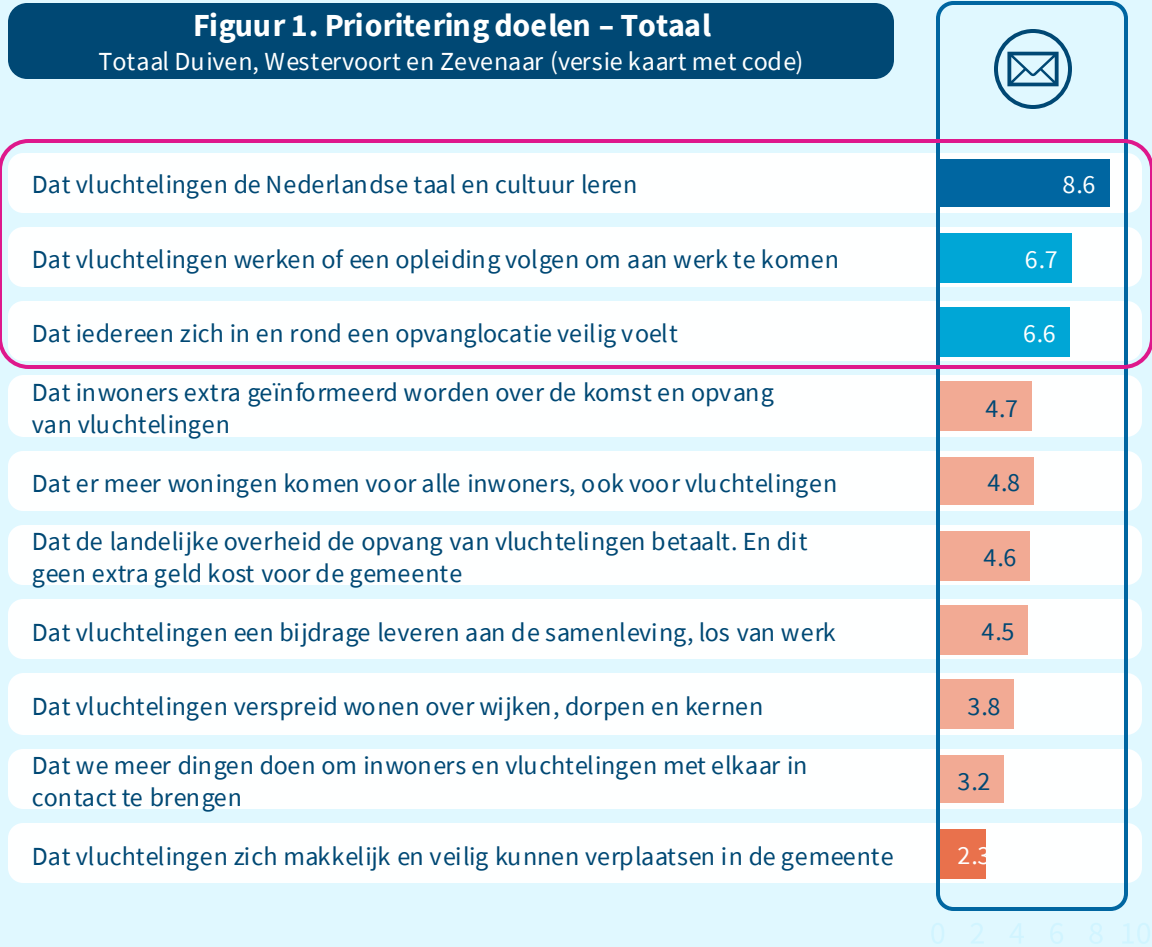 Figuur 1. Prioritering doelen – Totaal
Totaal Duiven, Westervoort en Zevenaar (versie kaart met code)
Dat vluchtelingen de Nederlandse taal en cultuur leren
8.6
Dat vluchtelingen werken of een opleiding volgen om aan werk te komen
6.7
Dat iedereen zich in en rond een opvanglocatie veilig voelt
6.6
Dat inwoners extra geïnformeerd worden over de komst en opvang
van vluchtelingen
4.7
Dat er meer woningen komen voor alle inwoners, ook voor vluchtelingen
4.8
Dat de landelijke overheid de opvang van vluchtelingen betaalt. En dit
geen extra geld kost voor de gemeente
4.6
Dat vluchtelingen een bijdrage leveren aan de samenleving, los van werk
4.5
Dat vluchtelingen verspreid wonen over wijken, dorpen en kernen
3.8
Dat we meer dingen doen om inwoners en vluchtelingen met elkaar in
contact te brengen
3.2
Dat vluchtelingen zich makkelijk en veilig kunnen verplaatsen in de gemeente
2.3
0 2 4 6 8 10